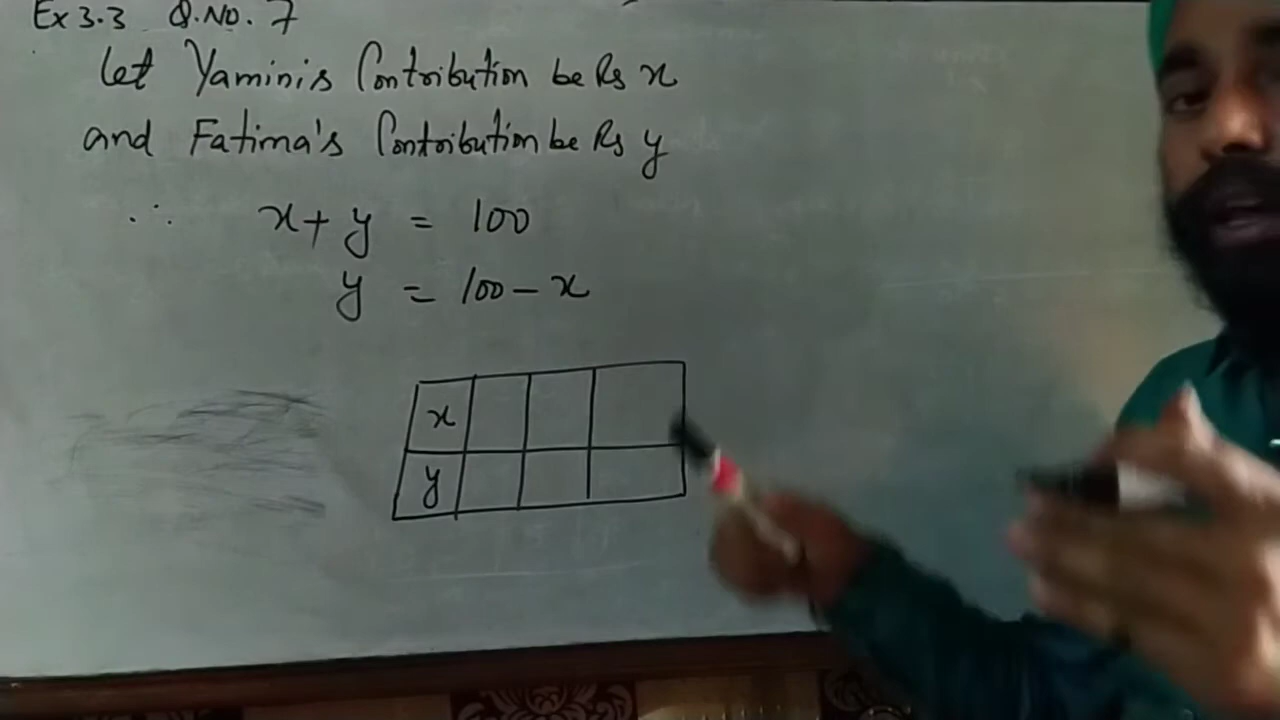 Ex 3.3 Q.No. 7
Let Yamini's Contribution be Rs x
and Fatima's Contribution be Rs y
∴ x + y = 100
y = 100 - x
x
y